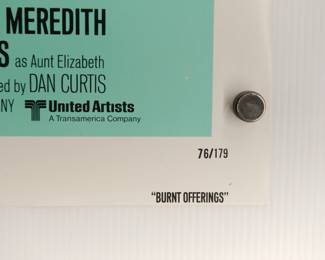 MEREDITH
S as Aunt Elizabeth
ed by DAN CURTIS
NY United Artists
A Transamerica Company
76/179
"BURNT OFFERINGS"